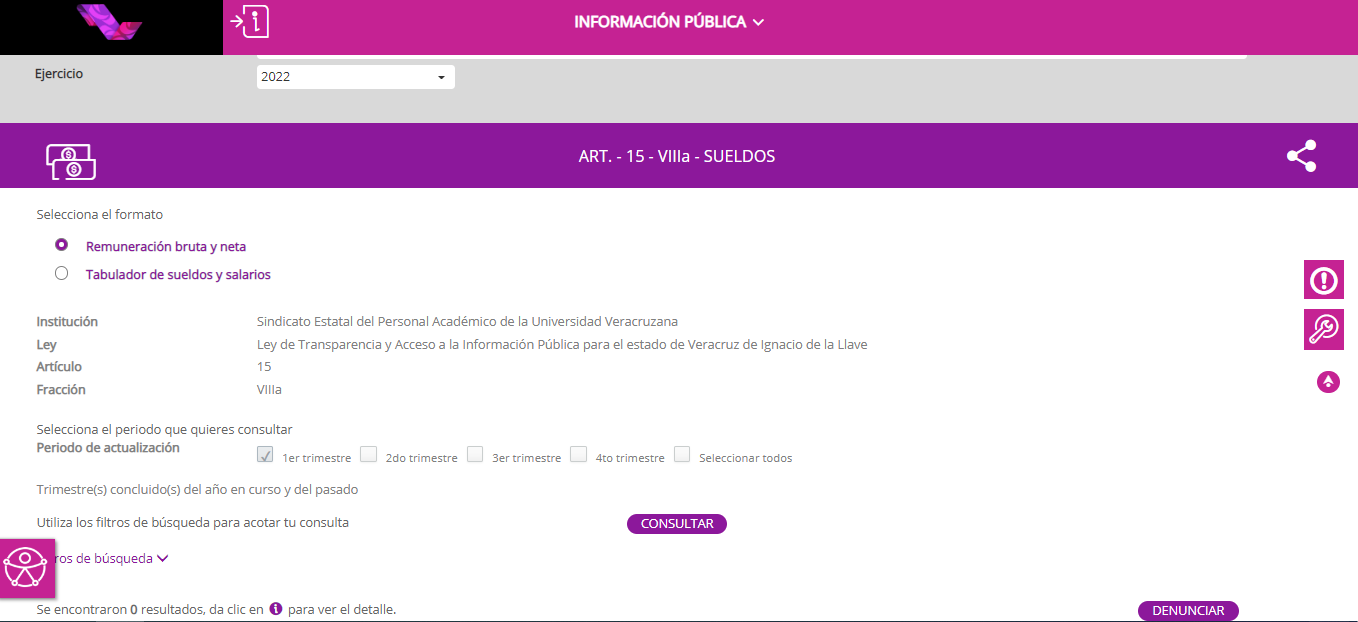 INFORMACIÓN PÚBLICA
Ejercicio 2022
ART. - 15 - VIIIa - SUELDOS
Selecciona el formato
Remuneración bruta y neta
Tabulador de sueldos y salarios
Institución Sindicato Estatal del Personal Académico de la Universidad Veracruzana
Ley Ley de Transparencia y Acceso a la Información Pública para el estado de Veracruz de Ignacio de la Llave
Artículo 15
Fracción VIIIa
Selecciona el periodo que quieres consultar
Periodo de actualización 1er trimestre 2do trimestre 3er trimestre 4to trimestre Seleccionar todos
Trimestre(s) concluido(s) del año en curso y del pasado
Utiliza los filtros de búsqueda para acotar tu consulta CONSULTAR
ros de búsqueda
Se encontraron 0 resultados, da clic en i para ver el detalle. DENUNCIAR